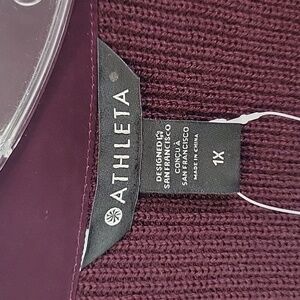 ATHLETA
DESIGNED IN
SAN FRANCISCO
CONÇU À
SAN FRANCISCO
MADE IN CHINA
1X